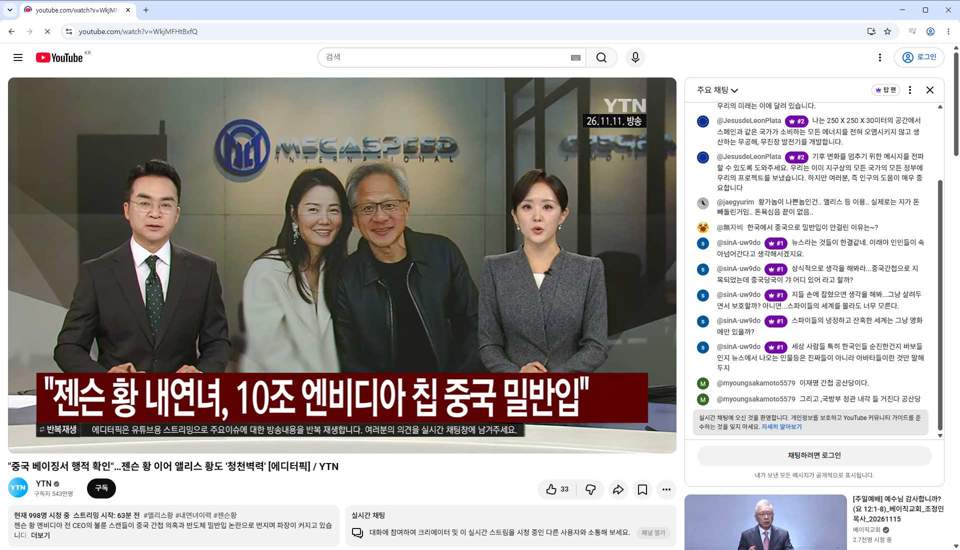 youtube.com/watch?v=WkjMFHtBxfQ
youtube.com/watch?v=WkjMFHtBxfQ
YouTube KR
검색
로그인
YTN
26.11.11. 방송
MEGASPEED
INTERNATIONAL
"젠슨 황 내연녀, 10조 엔비디아 칩 중국 밀반입"
반복재생
에디터픽은 유튜브용 스트리밍으로 주요이슈에 대한 방송내용을 반복 재생합니다. 여러분의 의견을 실시간 채팅창에 남겨주세요.
"중국 베이징서 행적 확인"...젠슨 황 이어 앨리스 황도 '청천벽력' [에디터픽] / YTN
YTN
구독자 543만명
구독
33
현재 998명 시청 중 스트리밍 시작: 63분 전 #앨리스황 #내연녀이력 #젠슨황
젠슨 황 엔비디아 전 CEO의 불륜 스캔들이 중국 간첩 의혹과 반도체 밀반입 논란으로 번지며 파장이 커지고 있습
니다. 더보기
실시간 채팅
대화에 참여하여 크리에이터 및 이 실시간 스트림을 시청 중인 다른 사용자와 소통해 보세요.
패널 열기
주요 채팅
탑 팬
우리의 미래는 이에 달려 있습니다.
@JesusdeLeonPlata #2 나는 250 X 250 X 30미터의 공간에서
스페인과 같은 국가가 소비하는 모든 에너지를 전혀 오염시키지 않고 생
산하는 무공해, 무진장 발전기를 개발합니다.
@JesusdeLeonPlata #2 기후 변화를 멈추기 위한 메시지를 전파
할 수 있도록 도와주세요. 우리는 이미 지구상의 모든 국가의 모든 정부에
우리의 프로젝트를 보냈습니다. 하지만 여러분, 즉 인구의 도움이 매우 중
요합니다
@jaegyurim 황가놈이 나쁜놈인간.. 앨리스 등 이용.. 실제로는 지가 돈
빼돌린거임.. 돈욕심은 끝이 없음..
@無자비 한국에서 중국으로 밀반입이 안걸린 이유는~?
@sinA-uw9do #1 뉴스라는 것들이 한결같네. 이래야 인민들이 속
아넘어간다고 생각해서겠지요.
@sinA-uw9do #1 상식적으로 생각을 해봐라...중국간첩으로 지
목되었는데 중국당국이 갸 어디 있어 라고 할까?
@sinA-uw9do #1 지들 손에 잡혔으면 생각을 해봐...그냥 살려두
면서 보호할까? 아니면...스파이들의 세계를 몰라도 너무 모른다.
@sinA-uw9do #1 스파이들의 냉정하고 잔혹한 세계는 그냥 영화
에만 있을까?
@sinA-uw9do #1 세상 사람들 특히 한국인들 순진한건지 바보들
인지 뉴스에서 나오는 인물등은 진짜들이 아니라 아바타들이란 것만 말해
두지
@myoungsakamoto5579 이재명 간첩 공산당이다.
@myoungsakamoto5579 그리고 ,국방부 정관 내각 들 거진다 공산당
실시간 채팅에 오신 것을 환영합니다. 개인정보를 보호하고 YouTube 커뮤니티 가이드를 준
수하는 것을 잊지 마세요. 자세히 알아보기
채팅하려면 로그인
내가 보낸 모든 메시지가 공개적으로 표시됩니다.
[주일예배] 예수님 감사합니까?
(요 12:1-8)_베이직교회_조정민
목사_20261115
베이직교회
2.7천명 시청 중